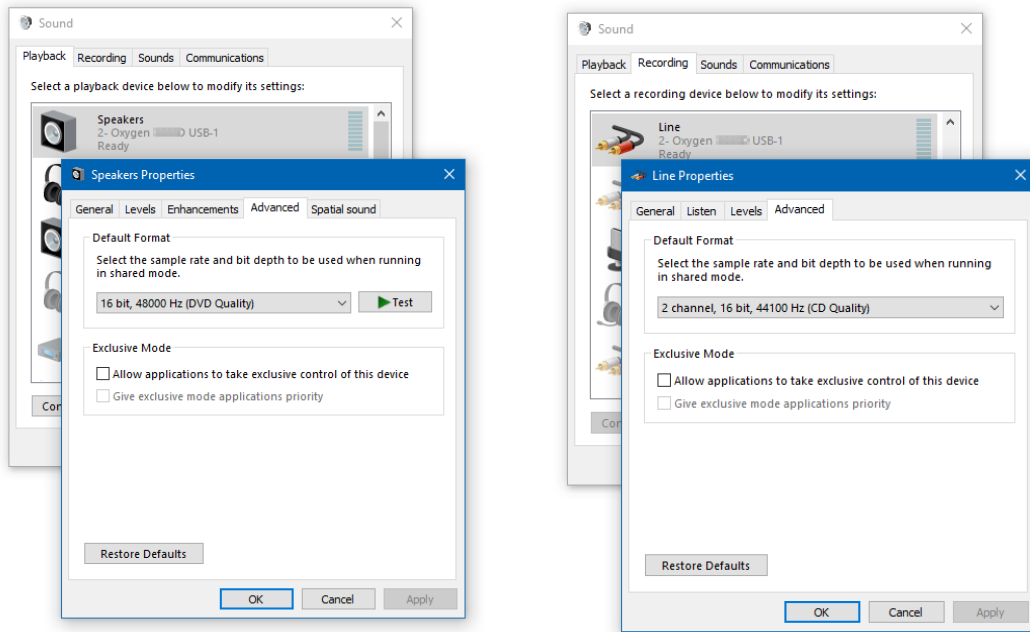 Sound
Playback Recording Sounds Communications
Select a playback device below to modify its settings:
Speakers
2- Oxygen USB-1
Ready
Speakers Properties
General Levels Enhancements Advanced Spatial sound
Default Format
Select the sample rate and bit depth to be used when running
in shared mode.
16 bit, 48000 Hz (DVD Quality)
Test
Exclusive Mode
Allow applications to take exclusive control of this device
Give exclusive mode applications priority
Con
Restore Defaults
OK Cancel Apply
Sound
Playback Recording Sounds Communications
Select a recording device below to modify its settings:
Line
2- Oxygen USB-1
Ready
Line Properties
General Listen Levels Advanced
Default Format
Select the sample rate and bit depth to be used when running
in shared mode.
2 channel, 16 bit, 44100 Hz (CD Quality)
Exclusive Mode
Allow applications to take exclusive control of this device
Give exclusive mode applications priority
Con
Restore Defaults
OK Cancel Apply